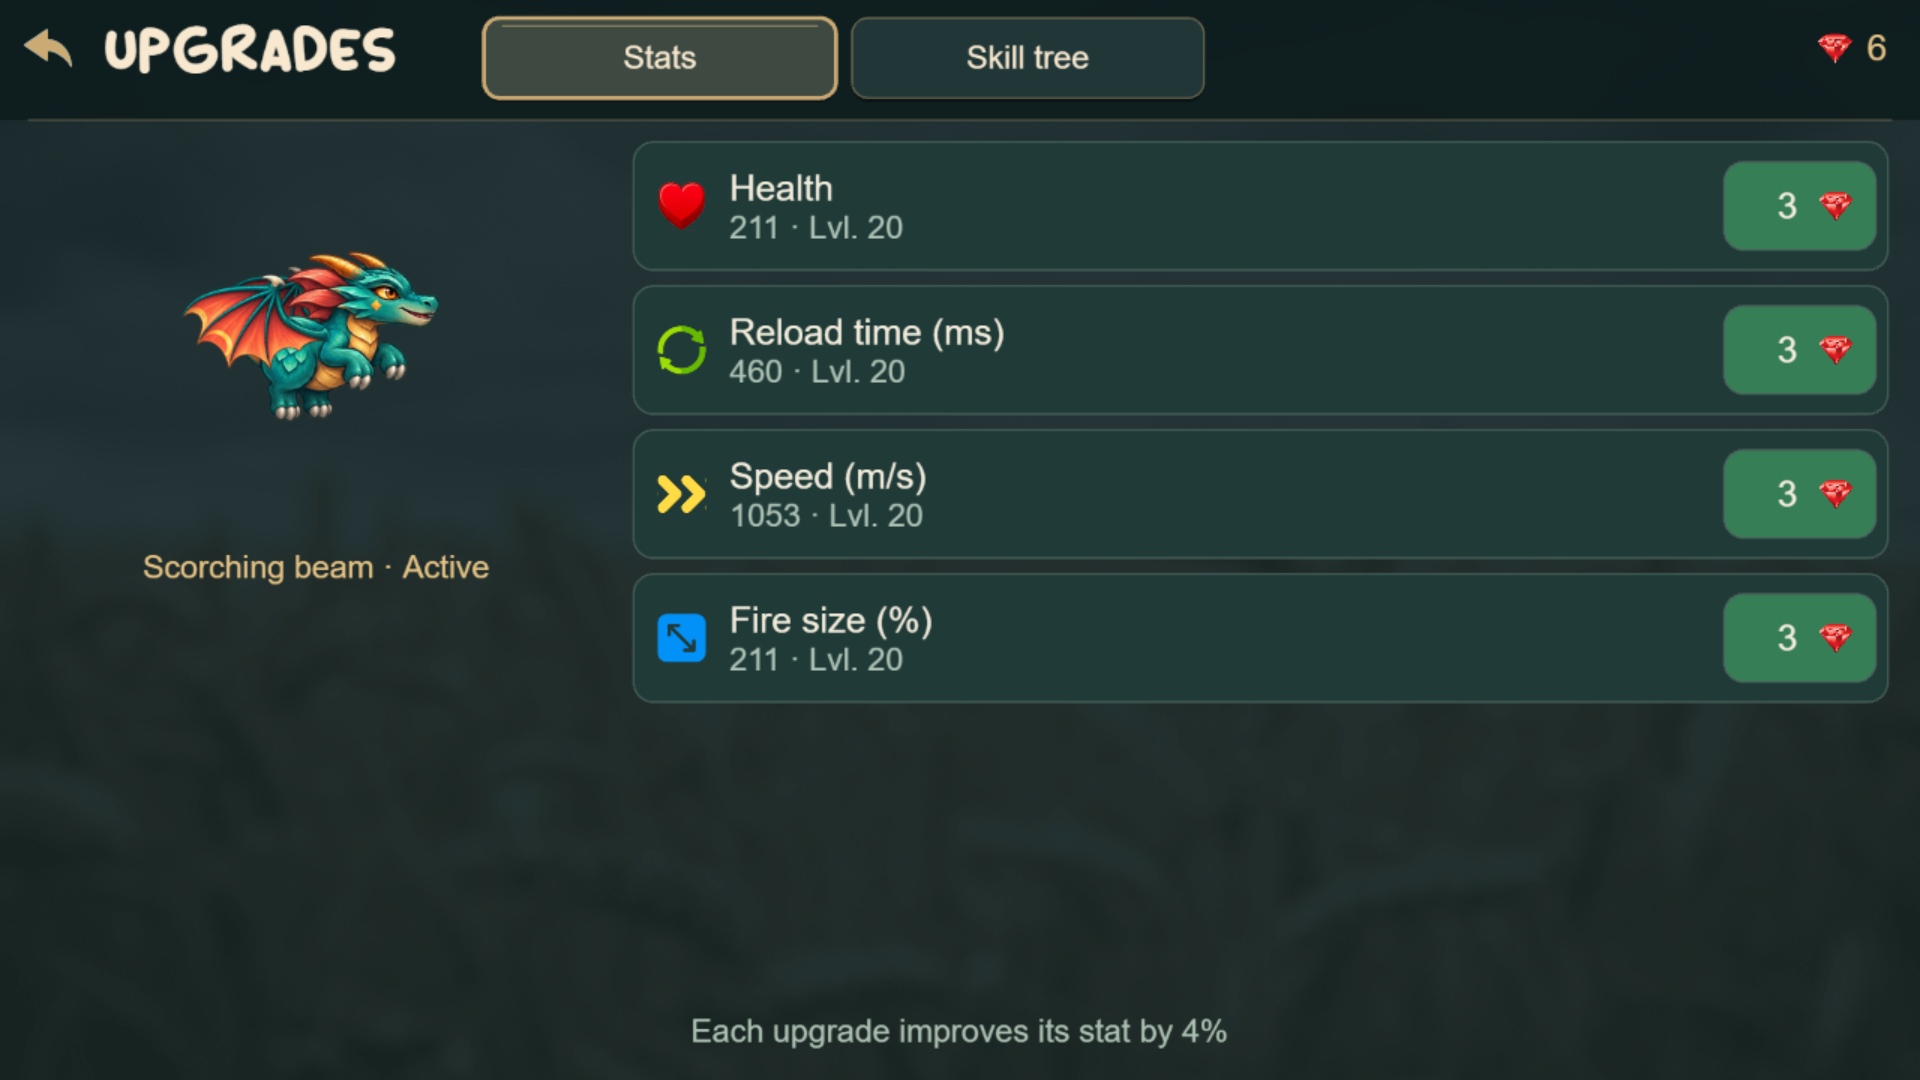 UPGRADES
Stats
Skill tree
6
Health
211 · Lvl. 20
3
Reload time (ms)
460 · Lvl. 20
3
Speed (m/s)
1053 · Lvl. 20
3
Scorching beam · Active
Fire size (%)
211 · Lvl. 20
3
Each upgrade improves its stat by 4%